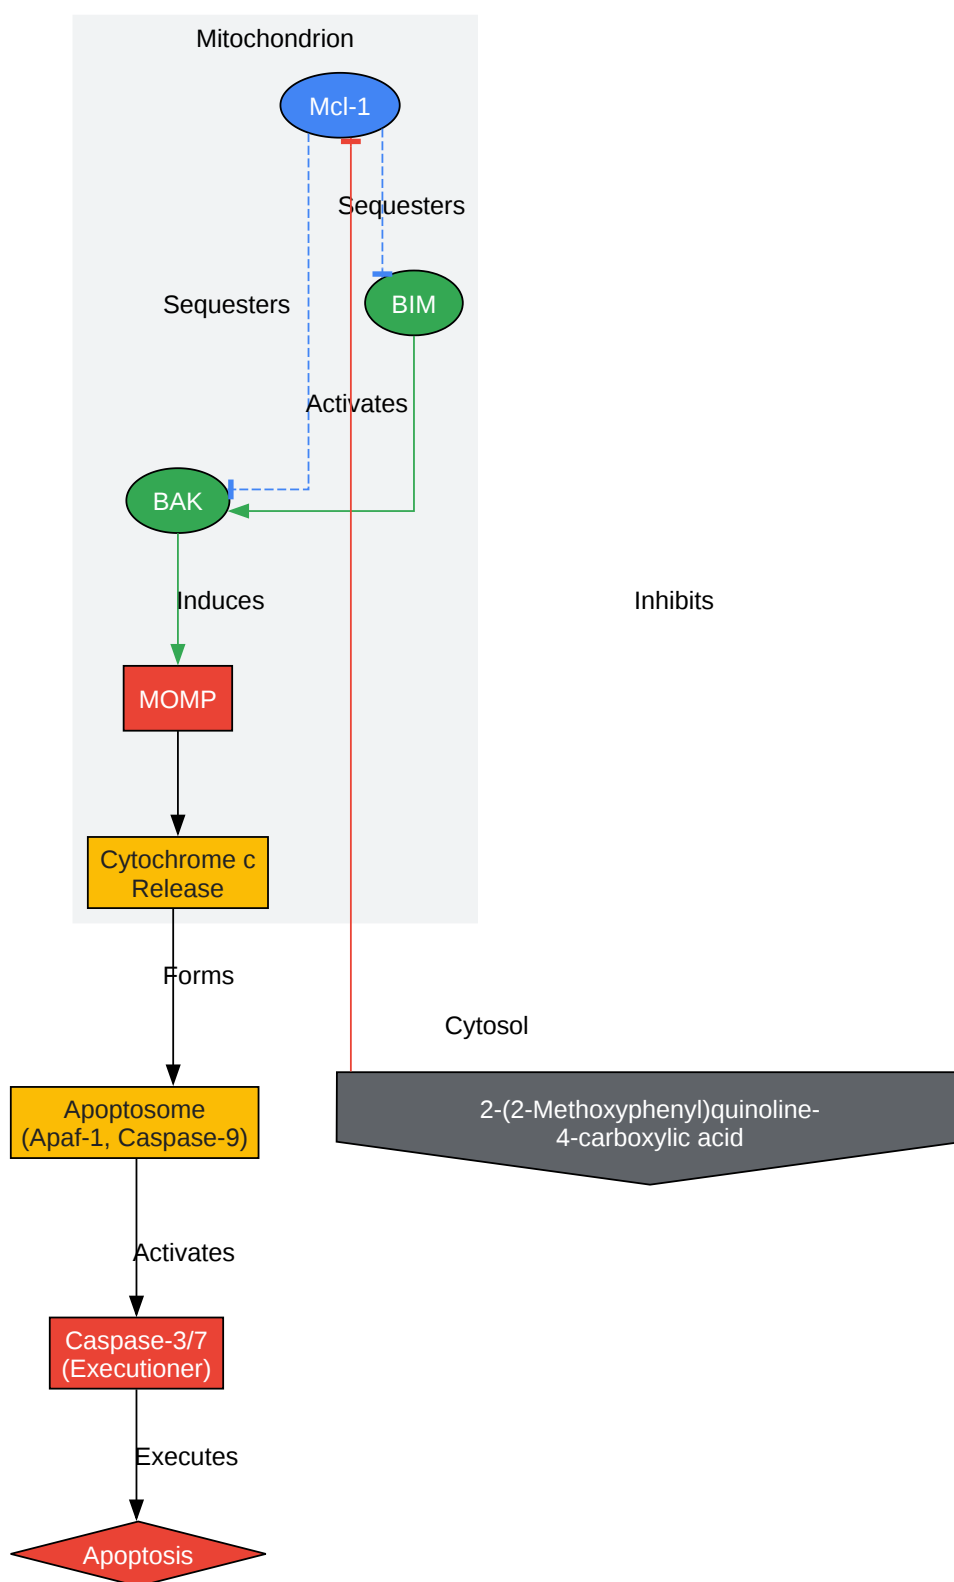 Mitochondrion
Mcl-1
Sequesters
Sequesters
BIM
Activates
BAK
Induces
Inhibits
MOMP
Cytochrome c
Release
Forms
Cytosol
Apoptosome
(Apaf-1, Caspase-9)
2-(2-Methoxyphenyl)quinoline-
4-carboxylic acid
Activates
Caspase-3/7
(Executioner)
Executes
Apoptosis